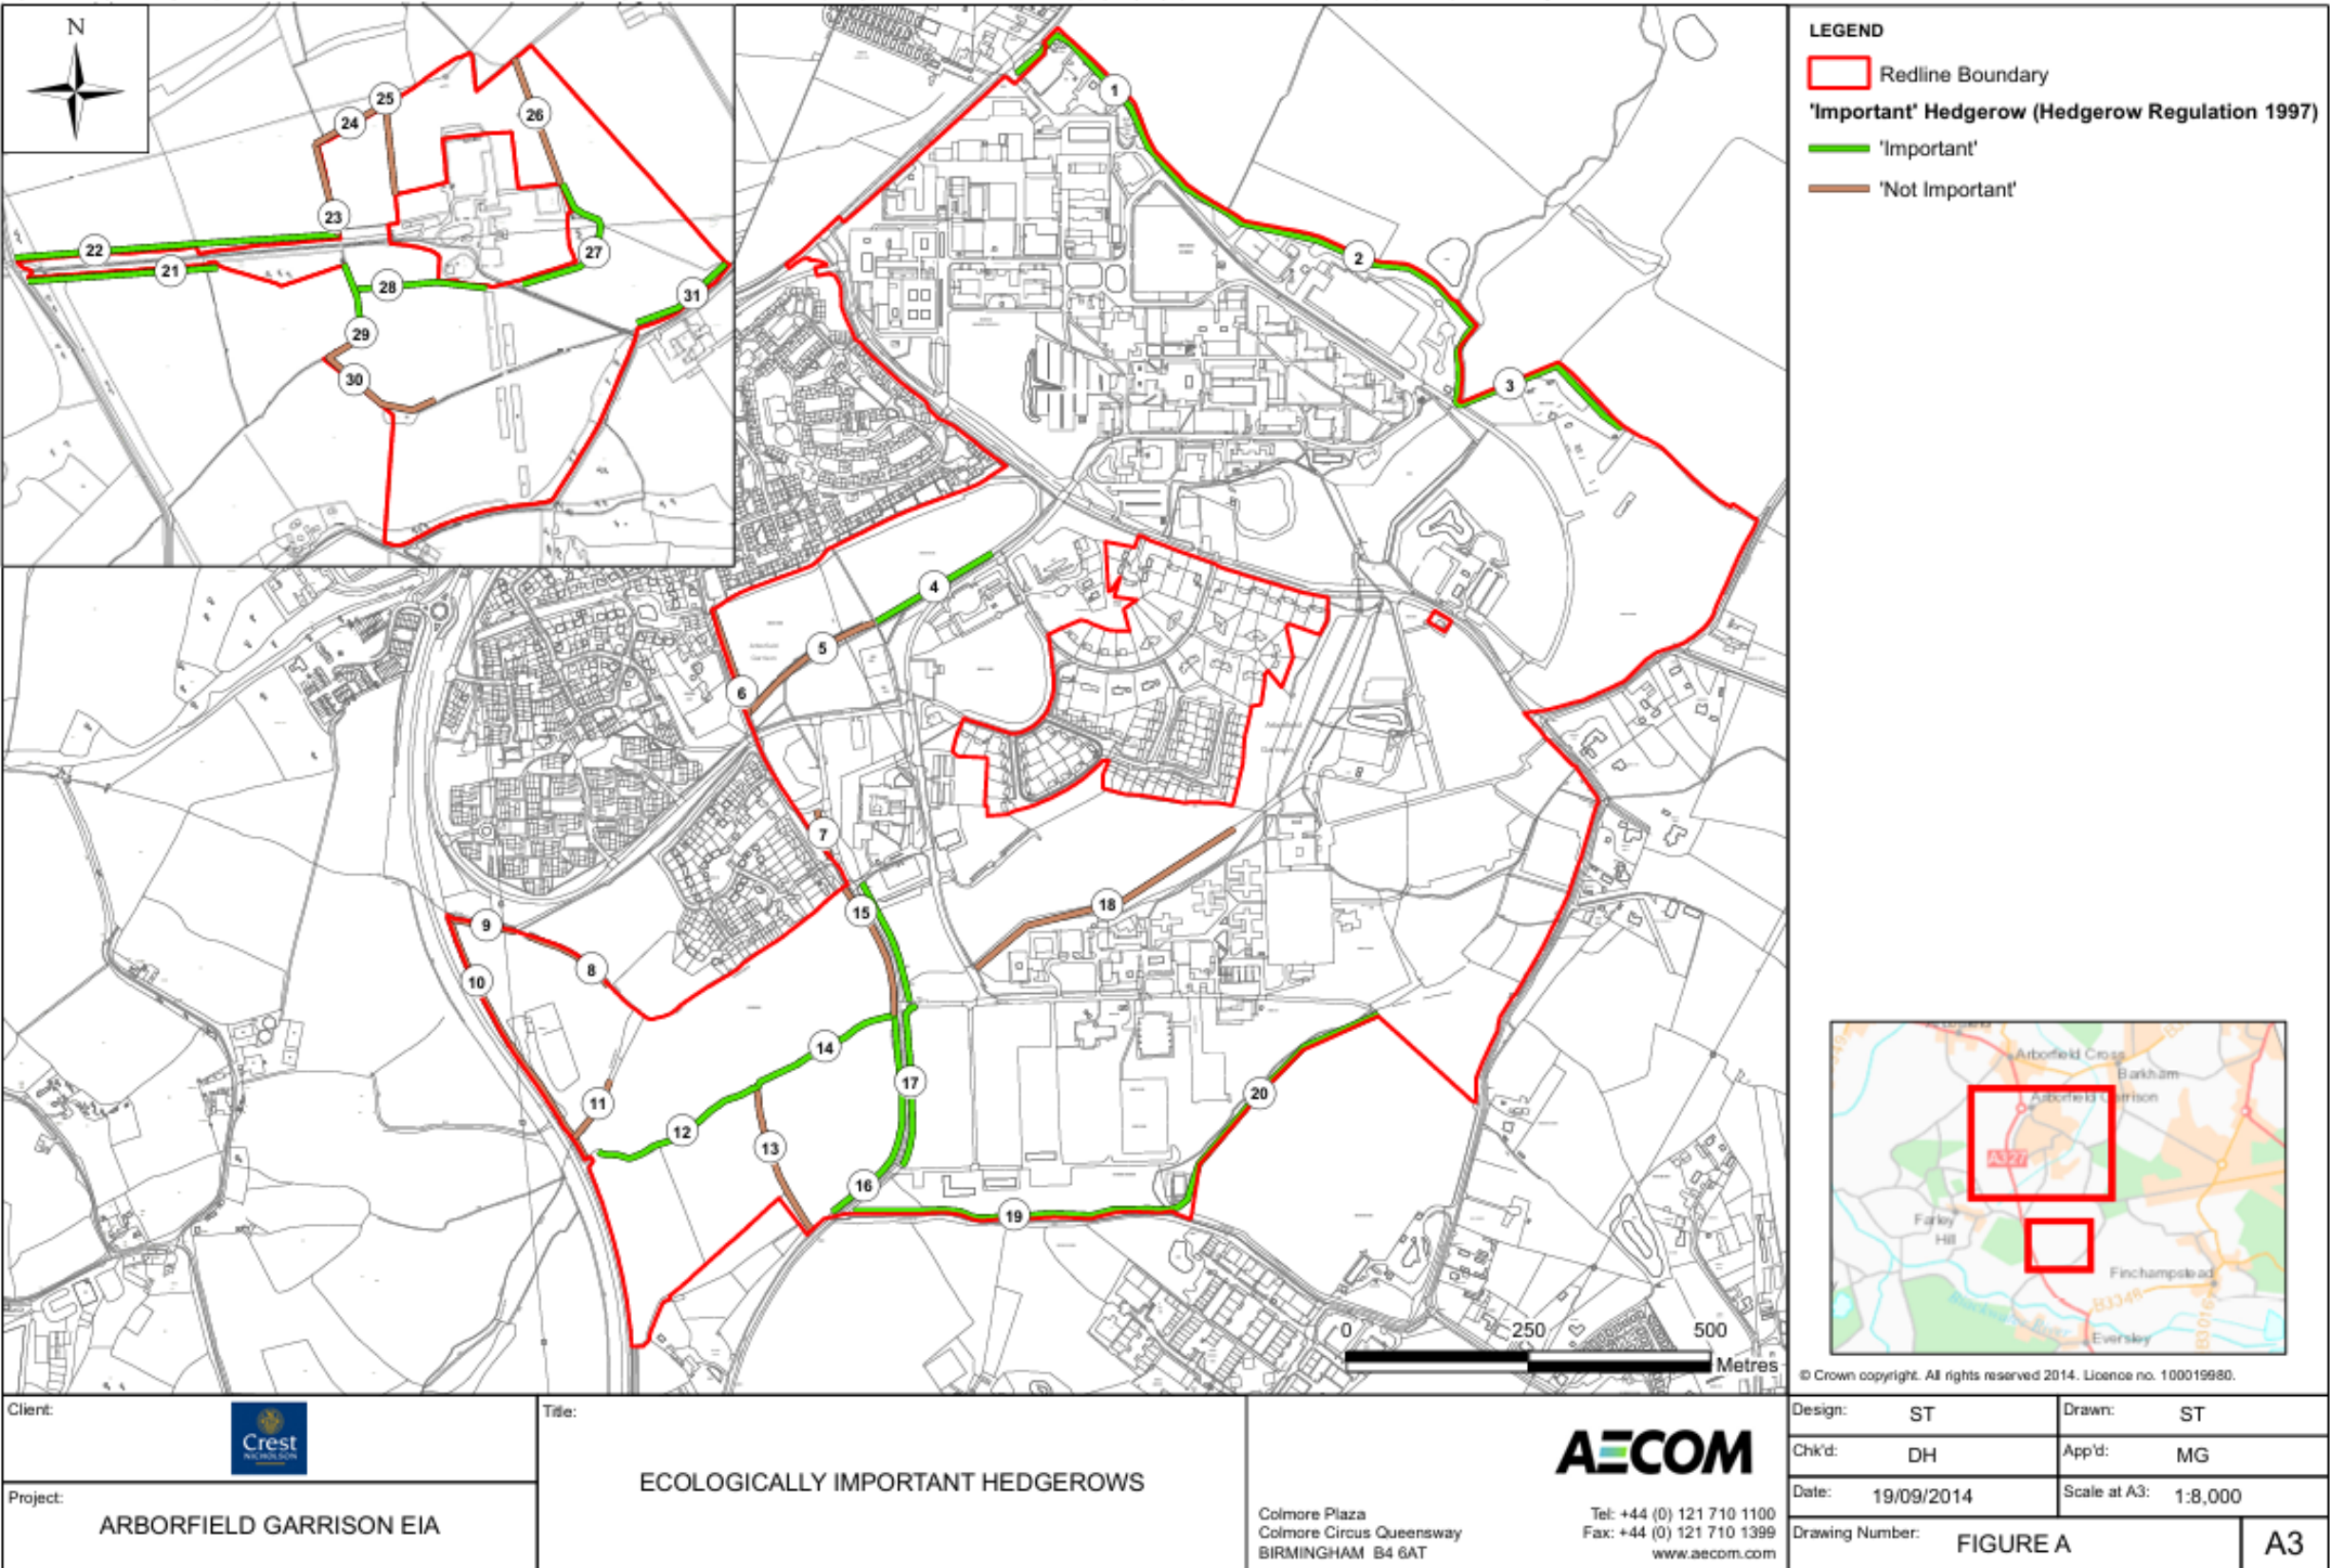 N
25
24
26
23
22
21
27
28
31
29
30
1
2
3
4
5
6
7
15
18
9
8
10
14
17
11
12
13
16
20
19
0
250
500
Metres
LEGEND
Redline Boundary
'Important' Hedgerow (Hedgerow Regulation 1997)
'Important'
'Not Important'
Arborfield Cross
Barkham
Arborfield Garrison
A327
Farley
Hill
Finchampstead
B3348
Blackwater River
B3016
Eversley
© Crown copyright. All rights reserved 2014. Licence no. 100019980.
Client:
Crest
NICHOLSON
Project:
ARBORFIELD GARRISON EIA
Title:
ECOLOGICALLY IMPORTANT HEDGEROWS
AECOM
Colmore Plaza
Colmore Circus Queensway
BIRMINGHAM B4 6AT
Tel: +44 (0) 121 710 1100
Fax: +44 (0) 121 710 1399
www.aecom.com
Design: ST
Drawn: ST
Chk'd: DH
App'd: MG
Date: 19/09/2014
Scale at A3: 1:8,000
Drawing Number: FIGURE A
A3